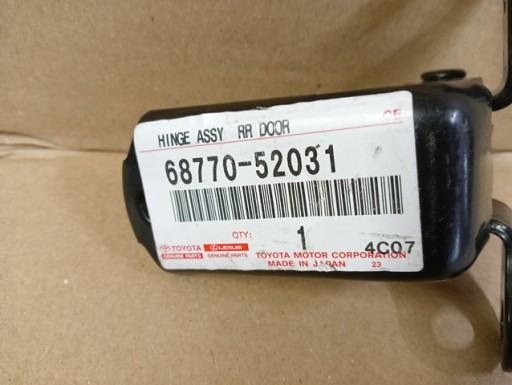 HINGE ASSY RR DOOR
68770-52031
QTY: 1 4C07
TOYOTA LEXUS TOYOTA MOTOR CORPORATION
GENUINE PARTS GENUINE PARTS MADE IN JAPAN 23